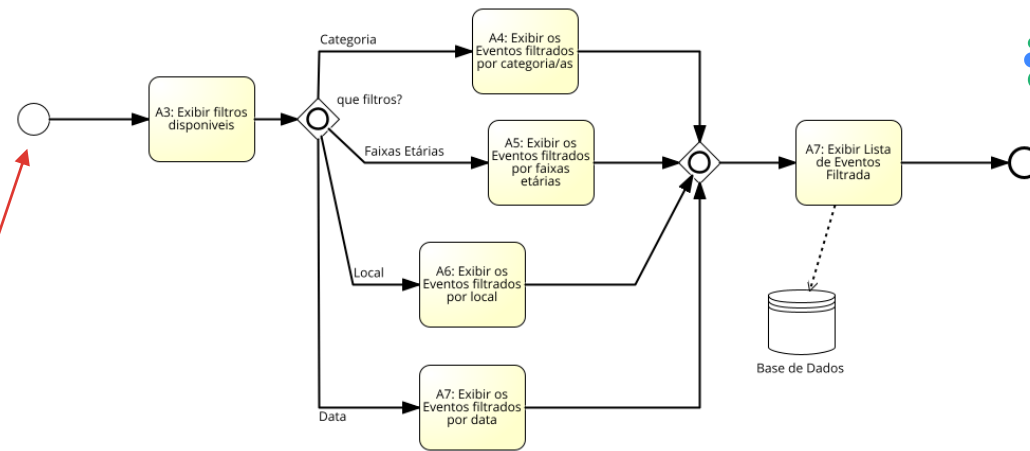 Categoria
A4: Exibir os
Eventos filtrados
por categoria/as
A3: Exibir filtros
disponiveis
que filtros?
Faixas Etárias
A5: Exibir os
Eventos filtrados
por faixas
etárias
A7: Exibir Lista
de Eventos
Filtrada
Local
A6: Exibir os
Eventos filtrados
por local
Base de Dados
Data
A7: Exibir os
Eventos filtrados
por data